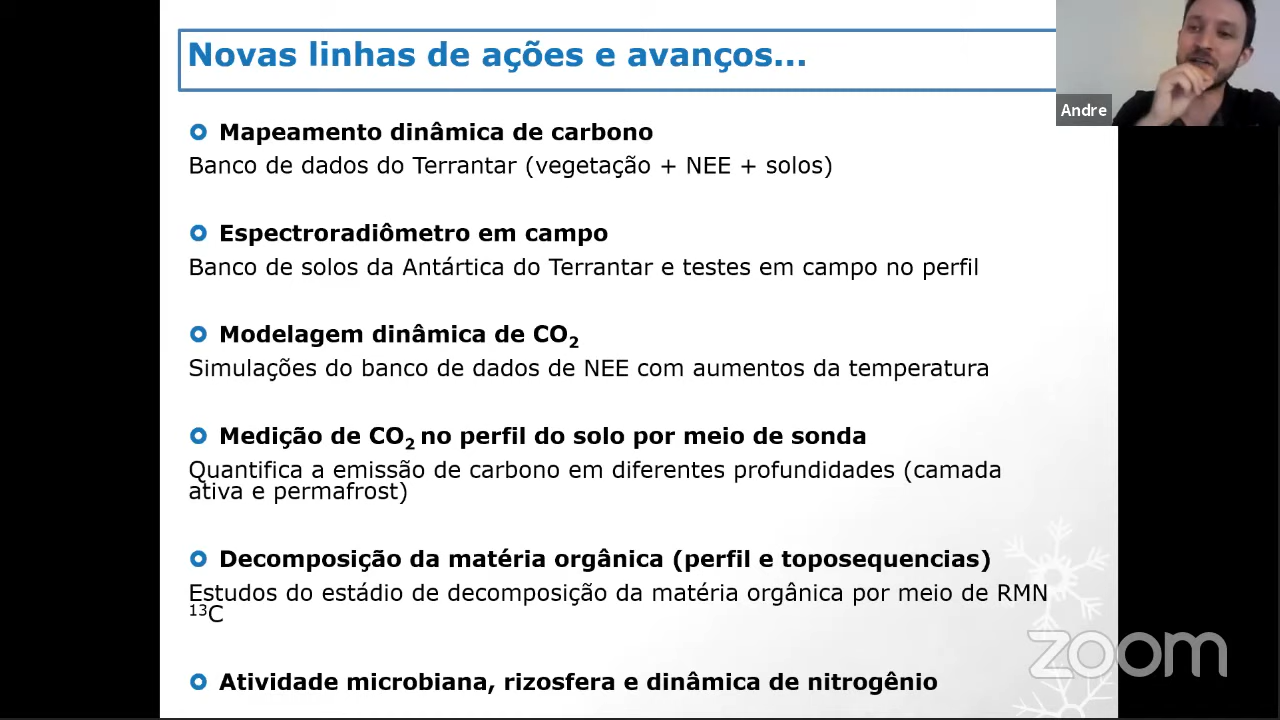 Novas linhas de ações e avanços...
Andre
Mapeamento dinâmica de carbono
Banco de dados do Terrantar (vegetação + NEE + solos)
Espectroradiômetro em campo
Banco de solos da Antártica do Terrantar e testes em campo no perfil
Modelagem dinâmica de CO₂
Simulações do banco de dados de NEE com aumentos da temperatura
Medição de CO₂ no perfil do solo por meio de sonda
Quantifica a emissão de carbono em diferentes profundidades (camada
ativa e permafrost)
Decomposição da matéria orgânica (perfil e toposequencias)
Estudos do estádio de decomposição da matéria orgânica por meio de RMN
¹³C
zoom
Atividade microbiana, rizosfera e dinâmica de nitrogênio